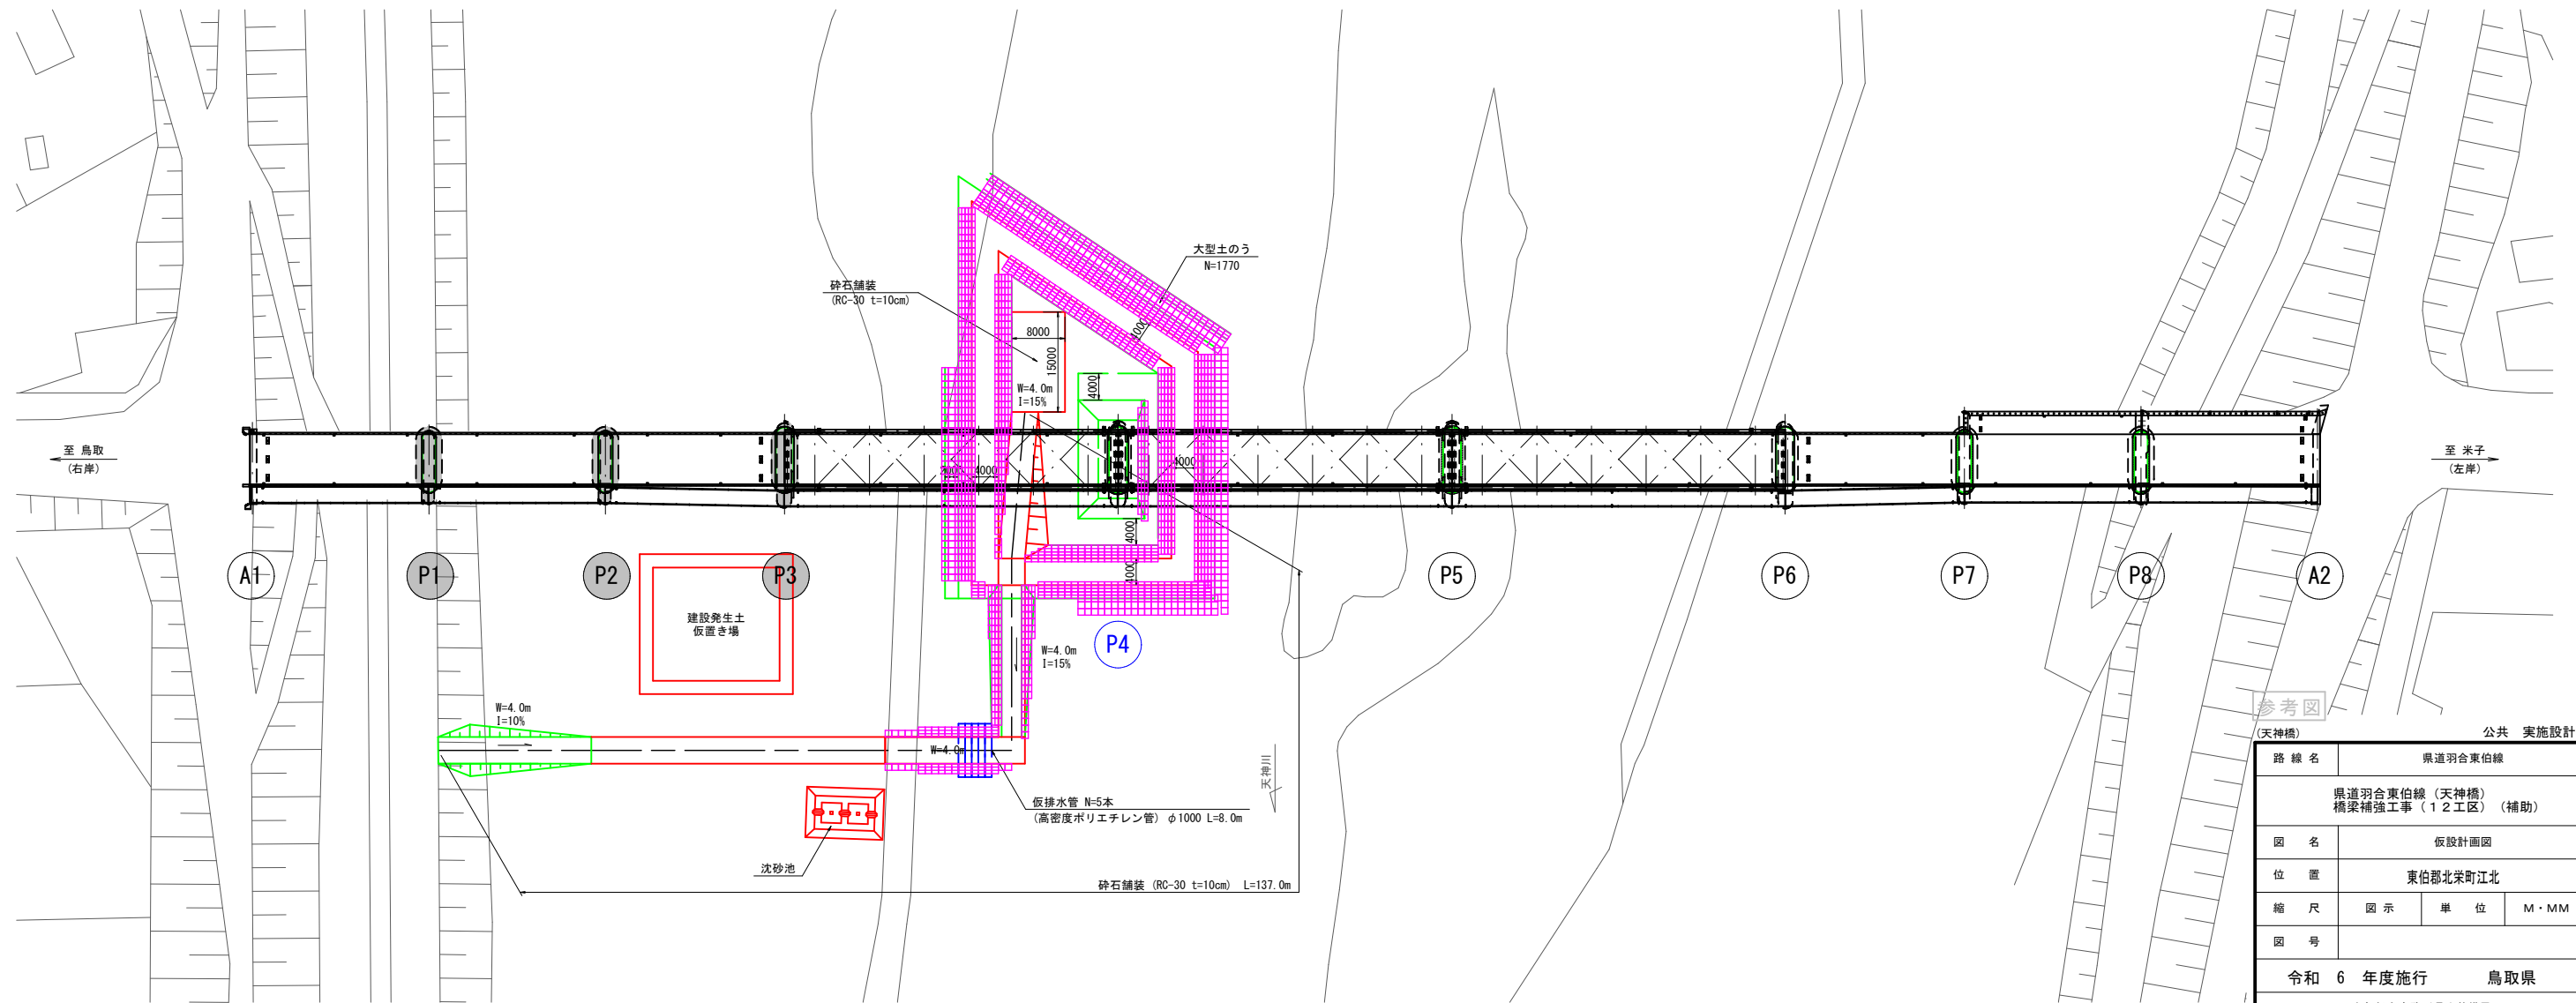 大型土のう
N=1770
砕石舗装
(RC-30 t=10cm)
8000
15000
4000
4000
W=4.0m
I=15%
至 鳥取
(右岸)
4000
4000
至 米子
(左岸)
4000
4000
A1
P1
P2
P3
P4
P5
P6
P7
P8
A2
建設発生土
仮置き場
W=4.0m
I=15%
W=4.0m
I=10%
W=4.0m
天神川
仮排水管 N=5本
(高密度ポリエチレン管) φ1000 L=8.0m
沈砂池
砕石舗装 (RC-30 t=10cm) L=137.0m
参考図
(天神橋) 公共 実施設計
路線名 県道羽合東伯線
県道羽合東伯線(天神橋)
橋梁補強工事(12工区)(補助)
図名 仮設計画図
位置 東伯郡北栄町江北
縮尺 図示 単位 M・MM
図号
令和 6 年度施行 鳥取県